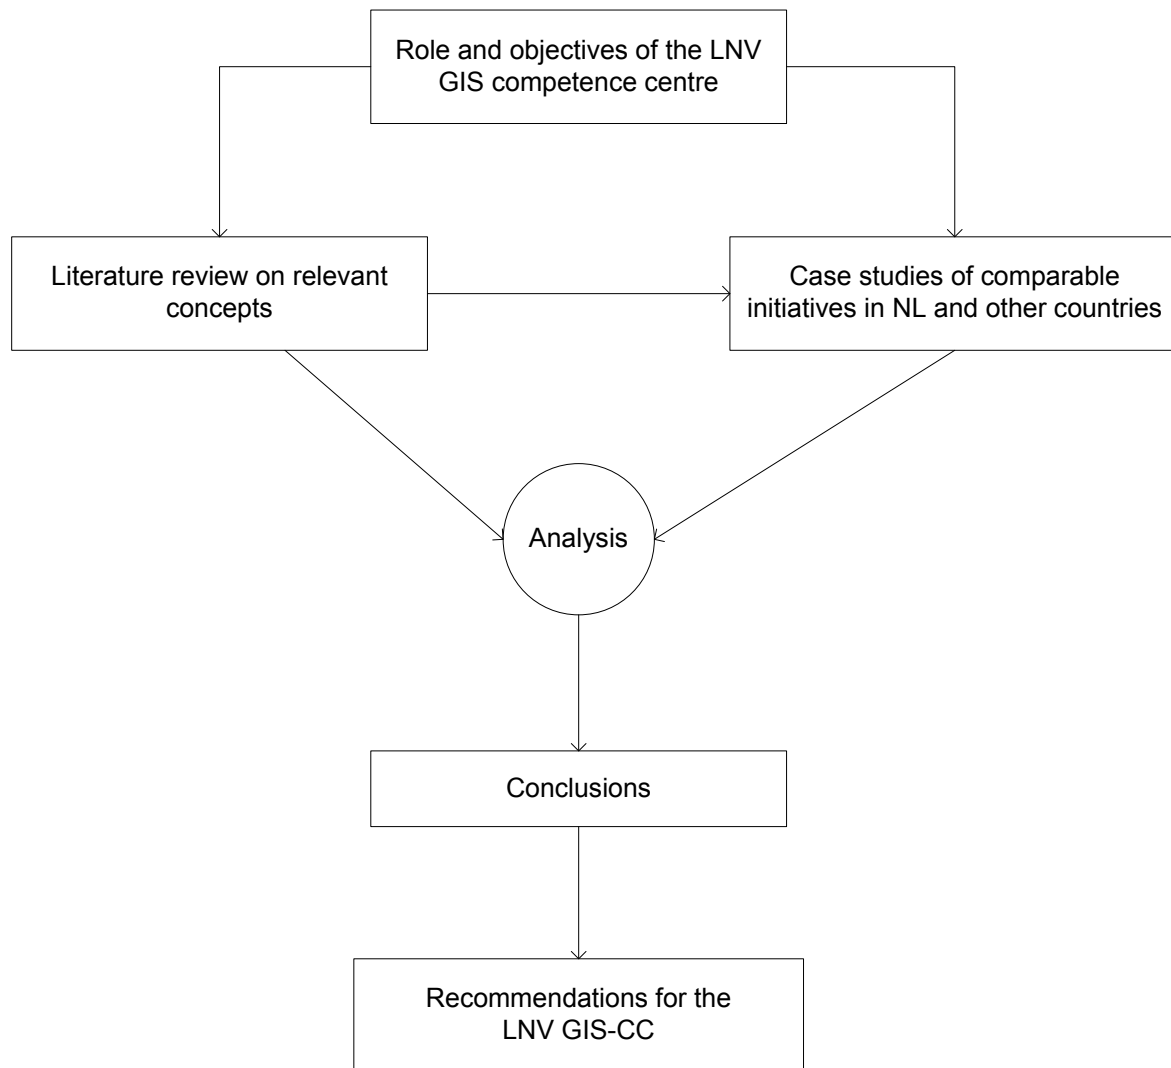 Role and objectives of the LNV
GIS competence centre
Literature review on relevant
concepts
Case studies of comparable
initiatives in NL and other countries
Analysis
Conclusions
Recommendations for the
LNV GIS-CC